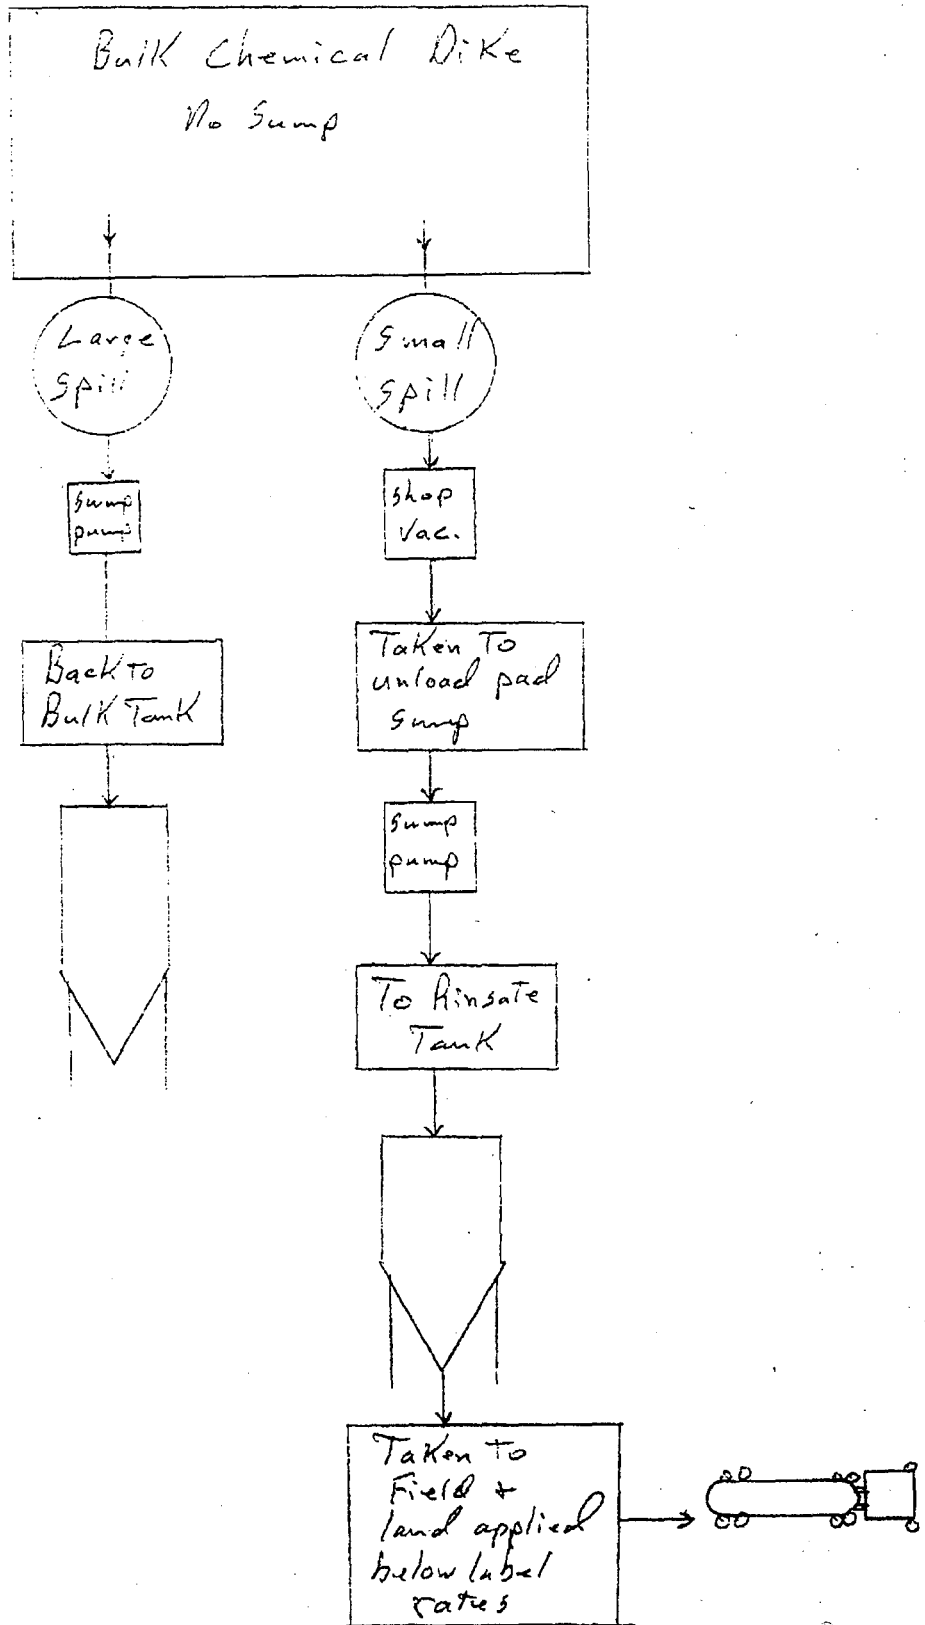 Bulk Chemical Dike
No Sump
Large
Spill
Small
Spill
Sump
pump
Shop
Vac.
Back To
Bulk Tank
Taken To
unload pad
Sump
Sump
pump
To Rinsate
Tank
Taken To
Field +
land applied
below label
rates